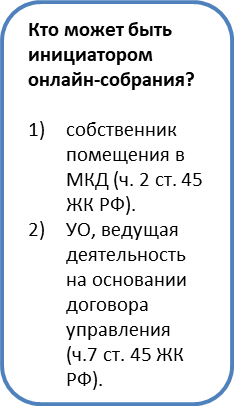 Кто может быть
инициатором
онлайн-собрания?
1) собственник
помещения в
МКД (ч. 2 ст. 45
ЖК РФ).
2) УО, ведущая
деятельность
на основании
договора
управления
(ч.7 ст. 45 ЖК
РФ).